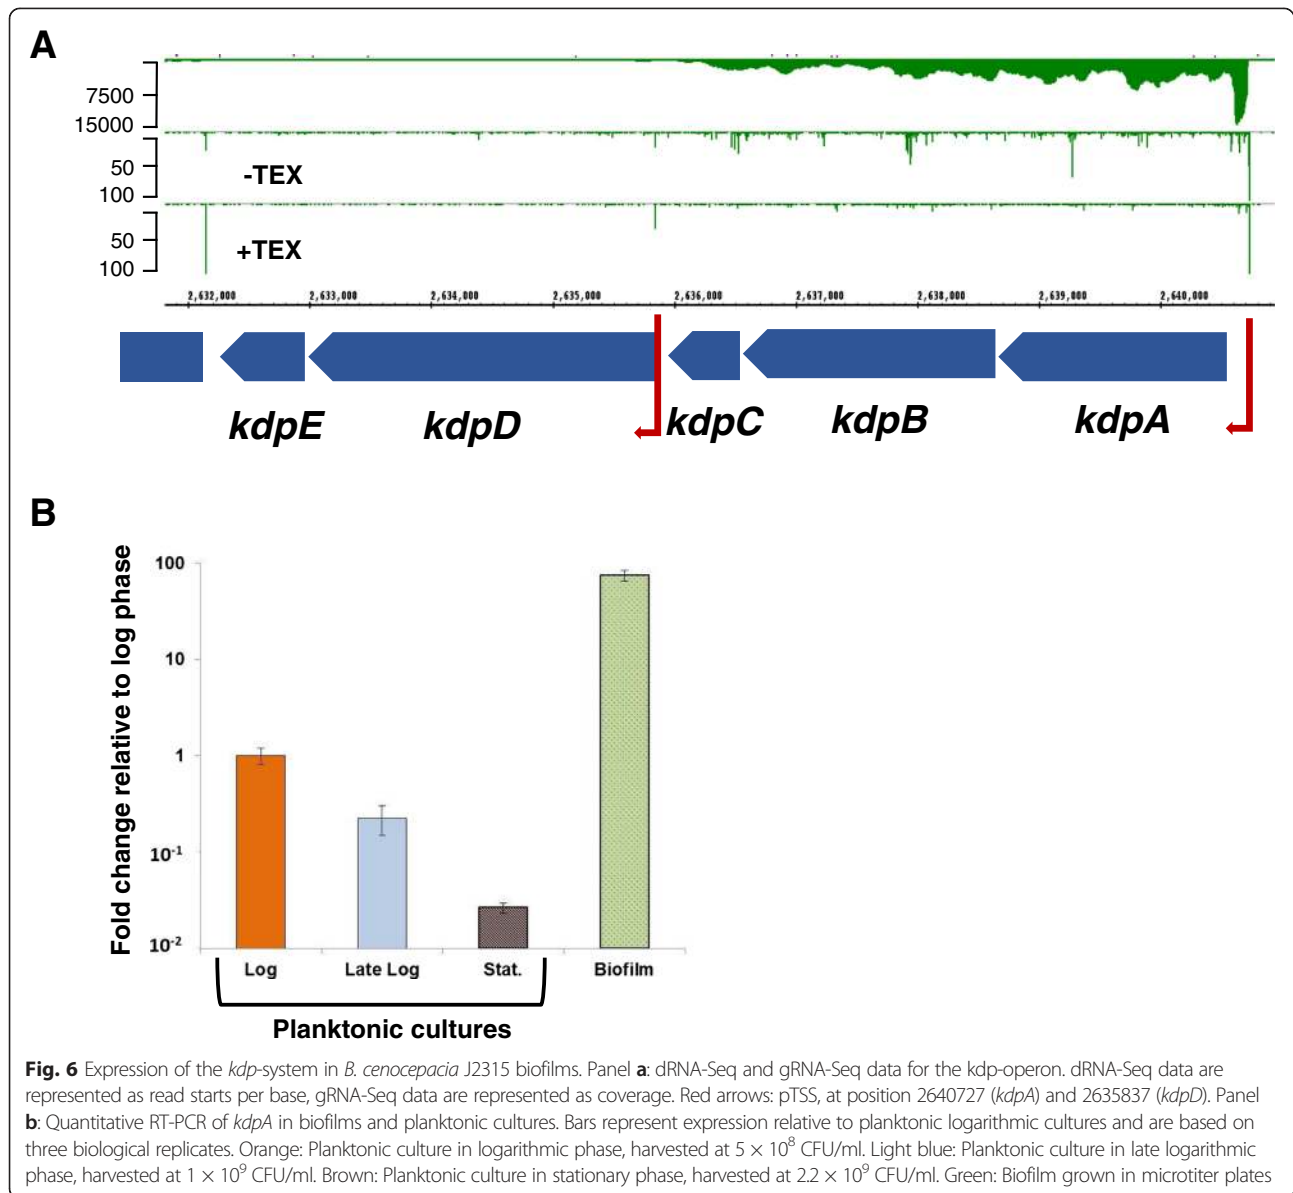 A
7500
15000
50
-TEX
100
50
+TEX
100
2,632,000 2,633,000 2,634,000 2,635,000 2,636,000 2,637,000 2,638,000 2,639,000 2,640,000
kdpE kdpD kdpC kdpB kdpA
B
Fold change relative to log phase
100
10
1
10⁻¹
10⁻²
Log Late Log Stat. Biofilm
Planktonic cultures
Fig. 6 Expression of the kdp-system in B. cenocepacia J2315 biofilms. Panel a: dRNA-Seq and gRNA-Seq data for the kdp-operon. dRNA-Seq data are
represented as read starts per base, gRNA-Seq data are represented as coverage. Red arrows: pTSS, at position 2640727 (kdpA) and 2635837 (kdpD). Panel
b: Quantitative RT-PCR of kdpA in biofilms and planktonic cultures. Bars represent expression relative to planktonic logarithmic cultures and are based on
three biological replicates. Orange: Planktonic culture in logarithmic phase, harvested at 5 × 10⁸ CFU/ml. Light blue: Planktonic culture in late logarithmic
phase, harvested at 1 × 10⁹ CFU/ml. Brown: Planktonic culture in stationary phase, harvested at 2.2 × 10⁹ CFU/ml. Green: Biofilm grown in microtiter plates